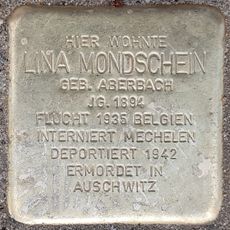 HIER WOHNTE
LINA MONDSCHEIN
GEB. ABERBACH
JG. 1894
FLUCHT 1935 BELGIEN
INTERNIERT MECHELEN
DEPORTIERT 1942
ERMORDET IN
AUSCHWITZ